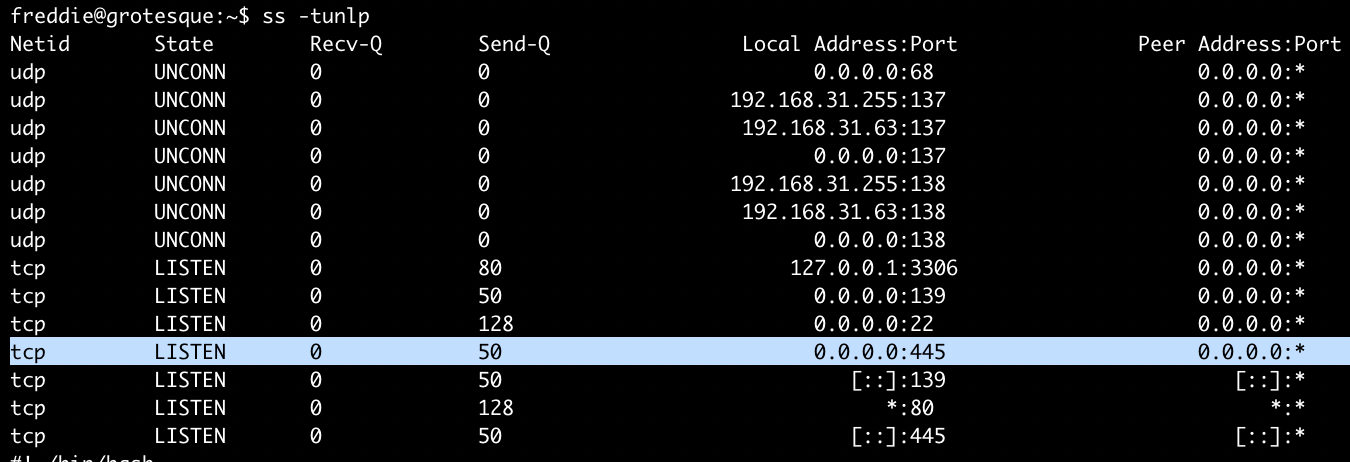 freddie@grotesque:~$ ss -tunlp
Netid State Recv-Q Send-Q Local Address:Port Peer Address:Port
udp UNCONN 0 0 0.0.0.0:68 0.0.0.0:*
udp UNCONN 0 0 192.168.31.255:137 0.0.0.0:*
udp UNCONN 0 0 192.168.31.63:137 0.0.0.0:*
udp UNCONN 0 0 0.0.0.0:137 0.0.0.0:*
udp UNCONN 0 0 192.168.31.255:138 0.0.0.0:*
udp UNCONN 0 0 192.168.31.63:138 0.0.0.0:*
udp UNCONN 0 0 0.0.0.0:138 0.0.0.0:*
tcp LISTEN 0 80 127.0.0.1:3306 0.0.0.0:*
tcp LISTEN 0 50 0.0.0.0:139 0.0.0.0:*
tcp LISTEN 0 128 0.0.0.0:22 0.0.0.0:*
tcp LISTEN 0 50 0.0.0.0:445 0.0.0.0:*
tcp LISTEN 0 50 [::]:139 [::]:*
tcp LISTEN 0 128 *:80 *:*
tcp LISTEN 0 50 [::]:445 [::]:*